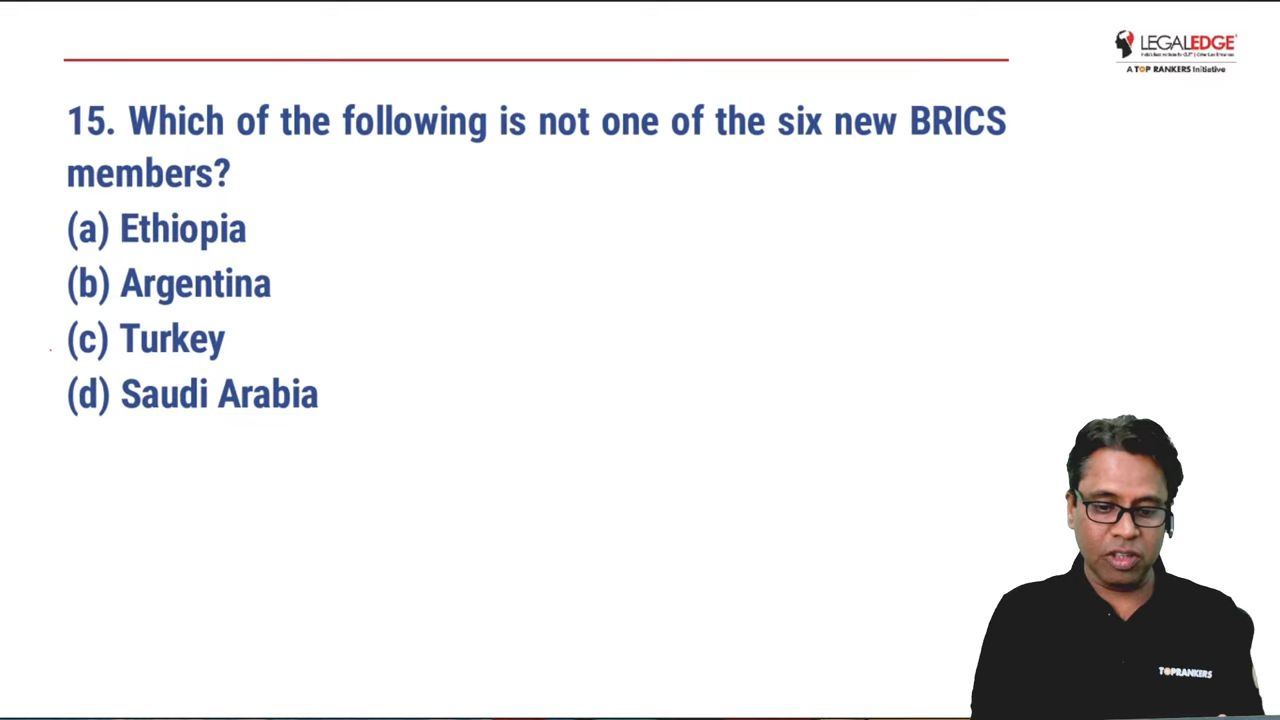 LEGALEDGE
A TOP RANKERS Initiative
15. Which of the following is not one of the six new BRICS
members?
(a) Ethiopia
(b) Argentina
(c) Turkey
(d) Saudi Arabia
TOPRANKERS